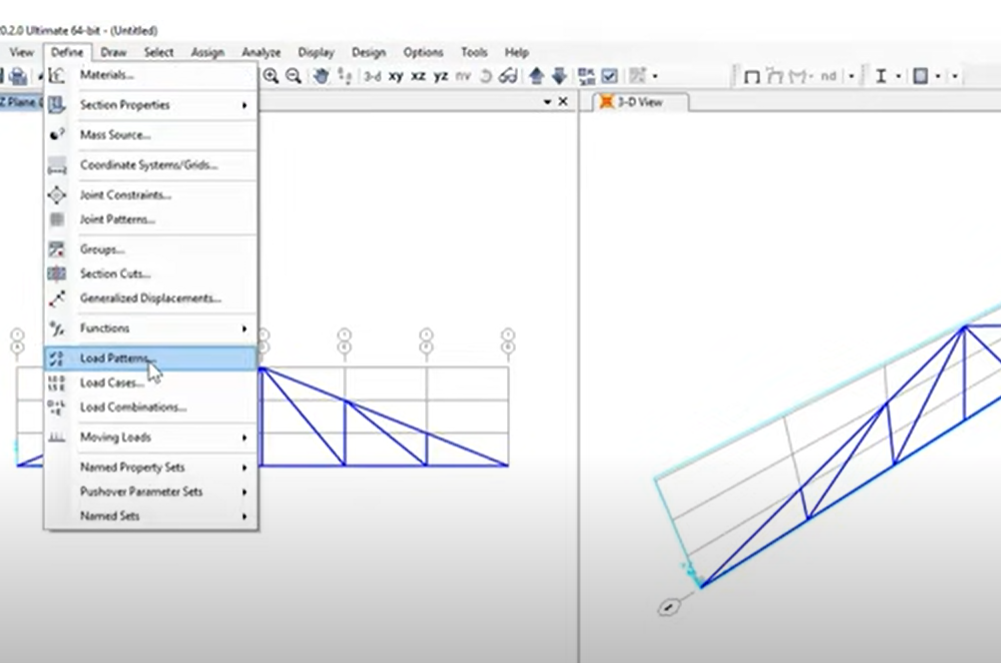 0.2.0 Ultimate 64-bit - (Untitled)
View Define Draw Select Assign Analyze Display Design Options Tools Help
3-d xy xz yz nv nd
Z Plane
3-D View
Materials...
Section Properties
Mass Source...
Coordinate Systems/Grids...
Joint Constraints...
Joint Patterns...
Groups...
Section Cuts...
Generalized Displacements...
Functions
Load Patterns...
Load Cases...
Load Combinations...
Moving Loads
Named Property Sets
Pushover Parameter Sets
Named Sets